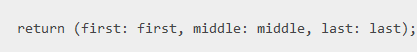 return (first: first, middle: middle, last: last);